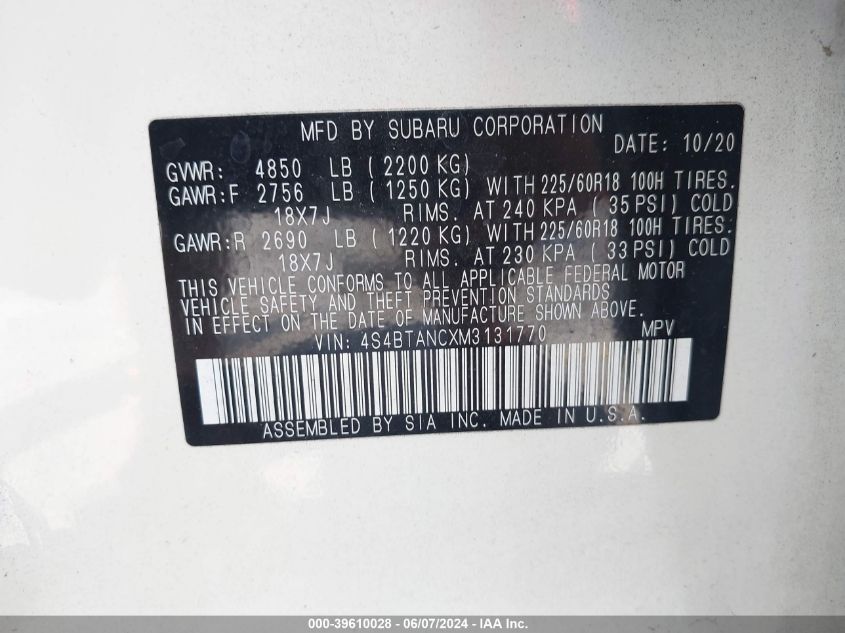 MFD BY SUBARU CORPORATION
DATE: 10/20
GVWR: 4850 LB ( 2200 KG)
GAWR:F 2756 LB ( 1250 KG) WITH 225/60R18 100H TIRES.
18X7J RIMS. AT 240 KPA ( 35 PSI) COLD
GAWR:R 2690 LB ( 1220 KG) WITH 225/60R18 100H TIRES.
18X7J RIMS. AT 230 KPA ( 33 PSI) COLD
THIS VEHICLE CONFORMS TO ALL APPLICABLE FEDERAL MOTOR
VEHICLE SAFETY AND THEFT PREVENTION STANDARDS
IN EFFECT ON THE DATE OF MANUFACTURE SHOWN ABOVE.
VIN: 4S4BTANCXM3131770 MPV
ASSEMBLED BY SIA INC. MADE IN U.S.A.
000-39610028 - 06/07/2024 - IAA Inc.